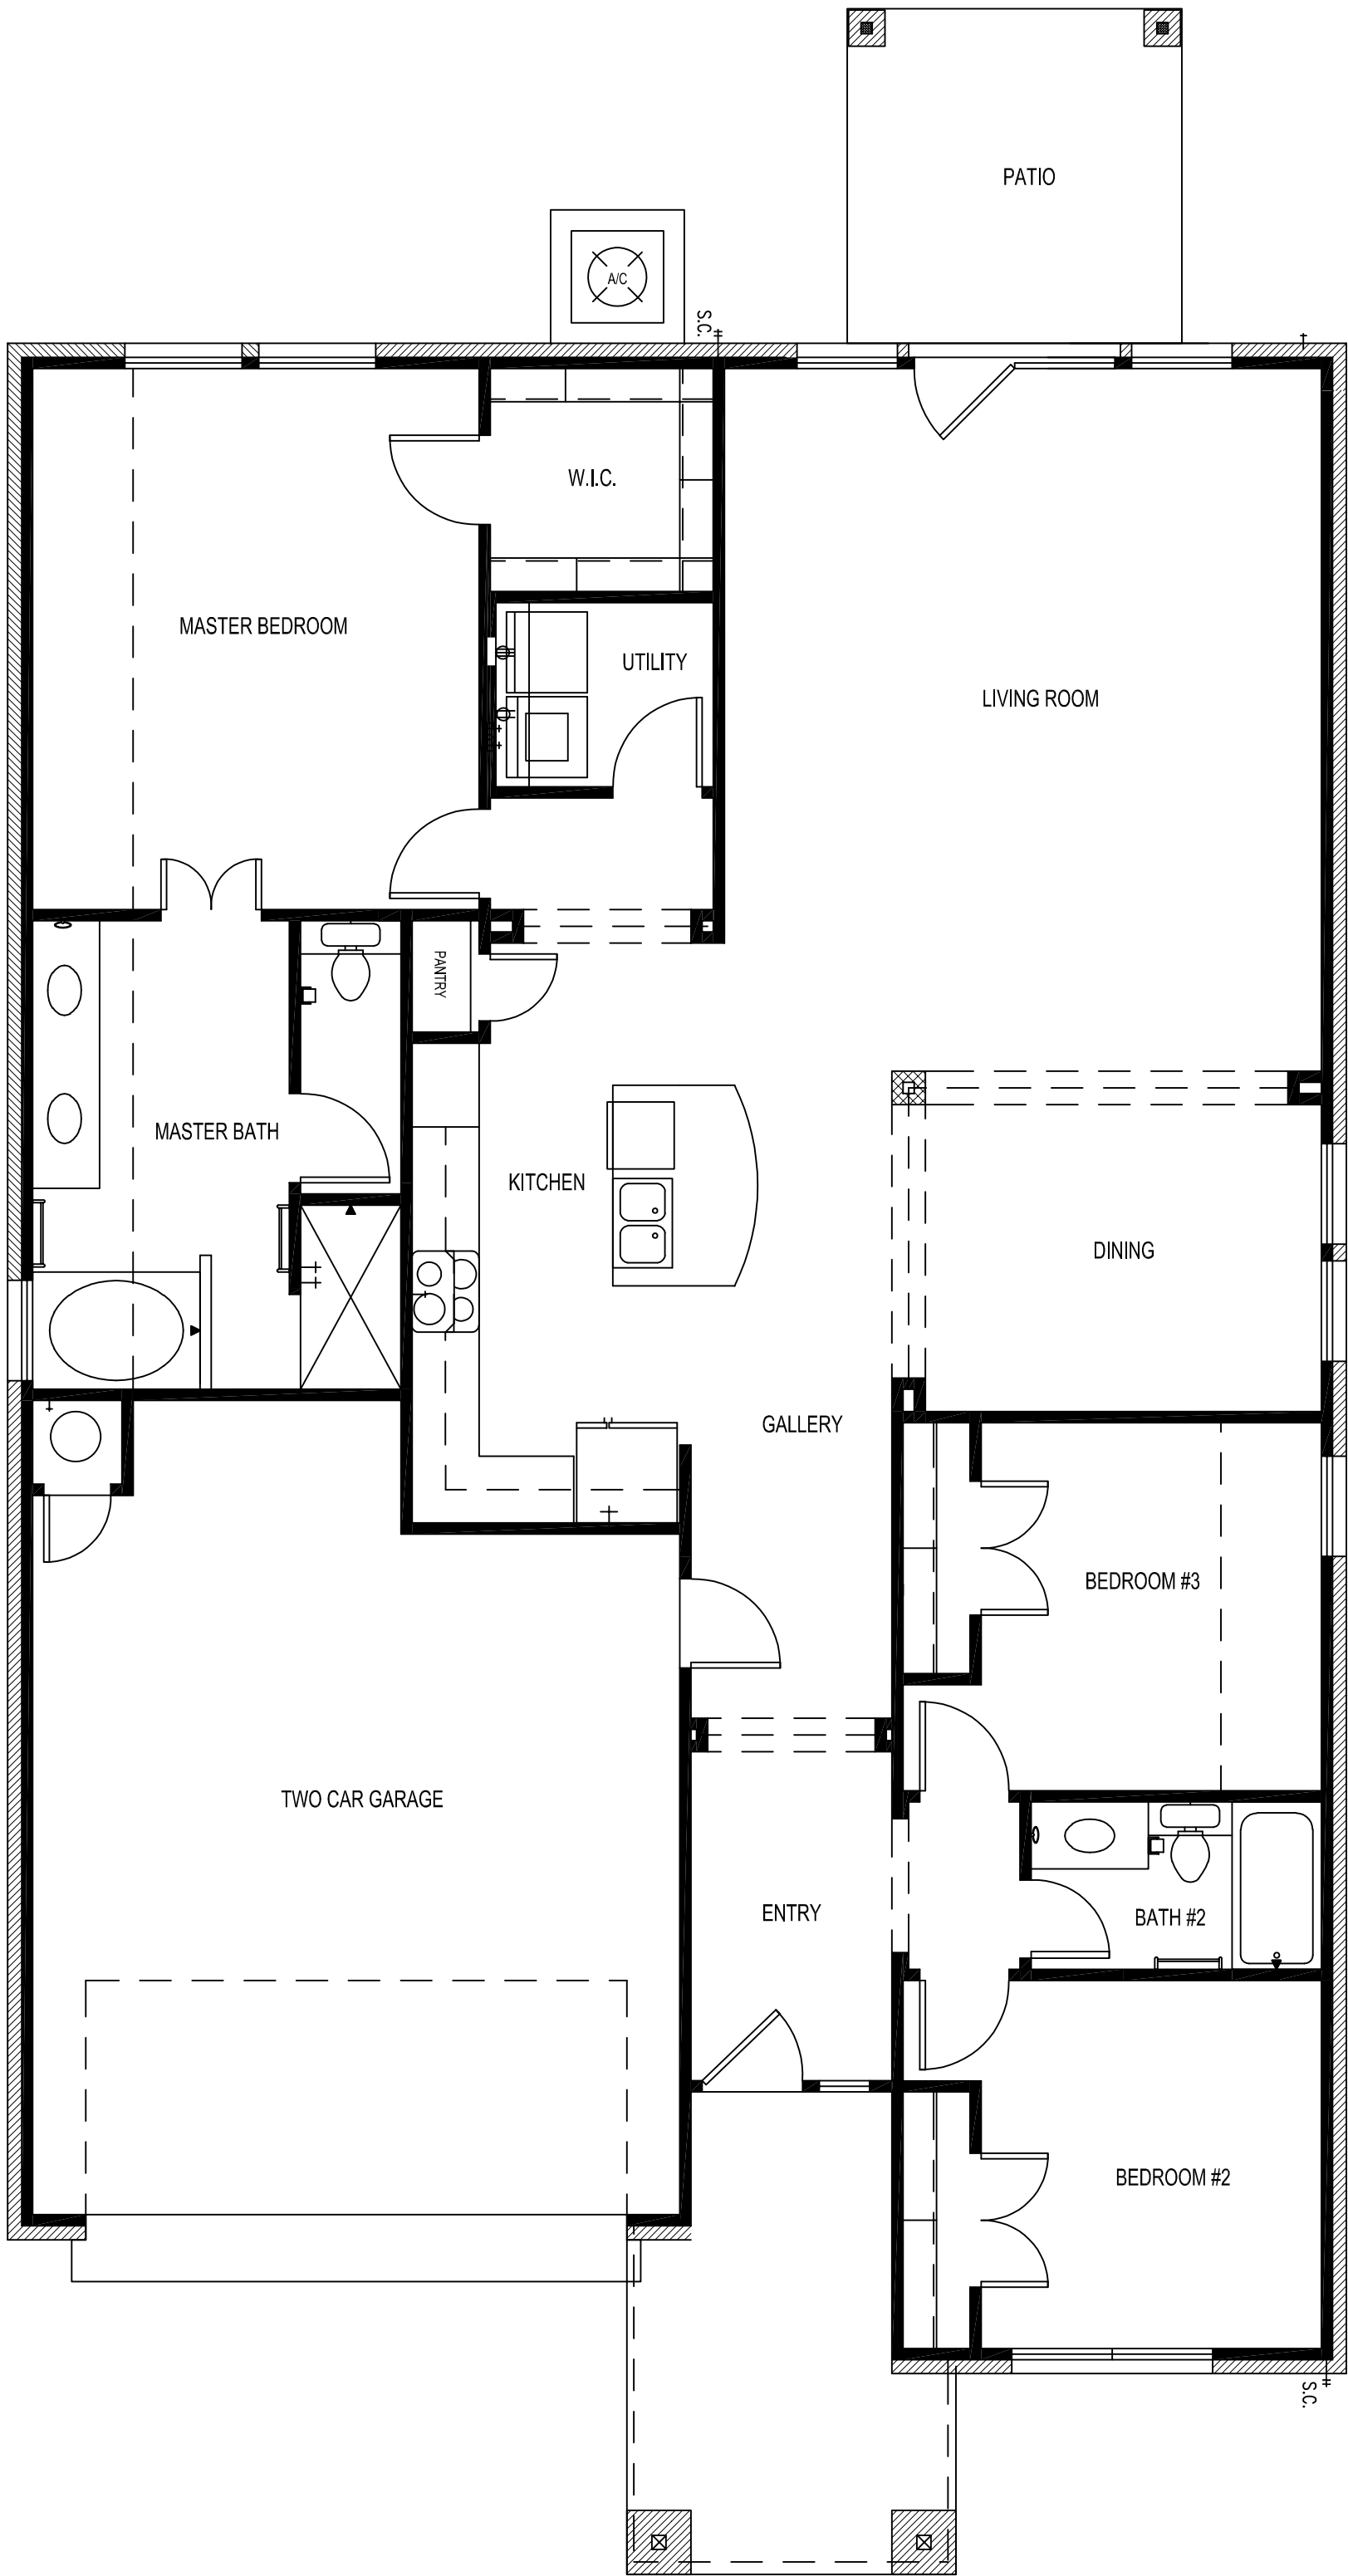 PATIO
A/C
S.C.
W.I.C.
MASTER BEDROOM
UTILITY
LIVING ROOM
PANTRY
MASTER BATH
KITCHEN
DINING
GALLERY
BEDROOM #3
TWO CAR GARAGE
ENTRY
BATH #2
BEDROOM #2
S.C.